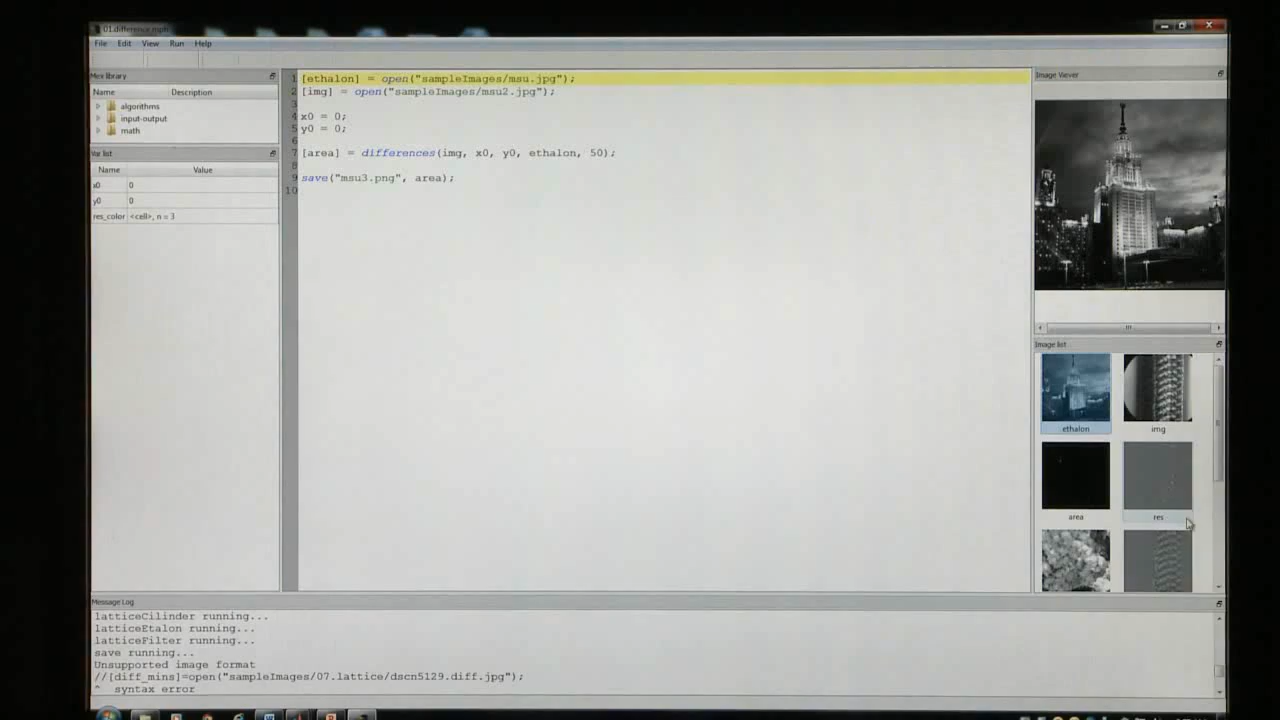 01.difference.mph
File Edit View Run Help
Mex library
Name Description
algorithms
input-output
math
Var list
Name Value
x0 0
y0 0
res_color <cell>, n = 3
1 [ethalon] = open("sampleImages/msu.jpg");
2 [img] = open("sampleImages/msu2.jpg");
3
4 x0 = 0;
5 y0 = 0;
6
7 [area] = differences(img, x0, y0, ethalon, 50);
8
9 save("msu3.png", area);
10
Image Viewer
Image list
ethalon img
area res
Message Log
latticeCilinder running...
latticeEtalon running...
latticeFilter running...
save running...
Unsupported image format
//[diff_mins]=open("sampleImages/07.lattice/dscn5129.diff.jpg");
^ syntax error